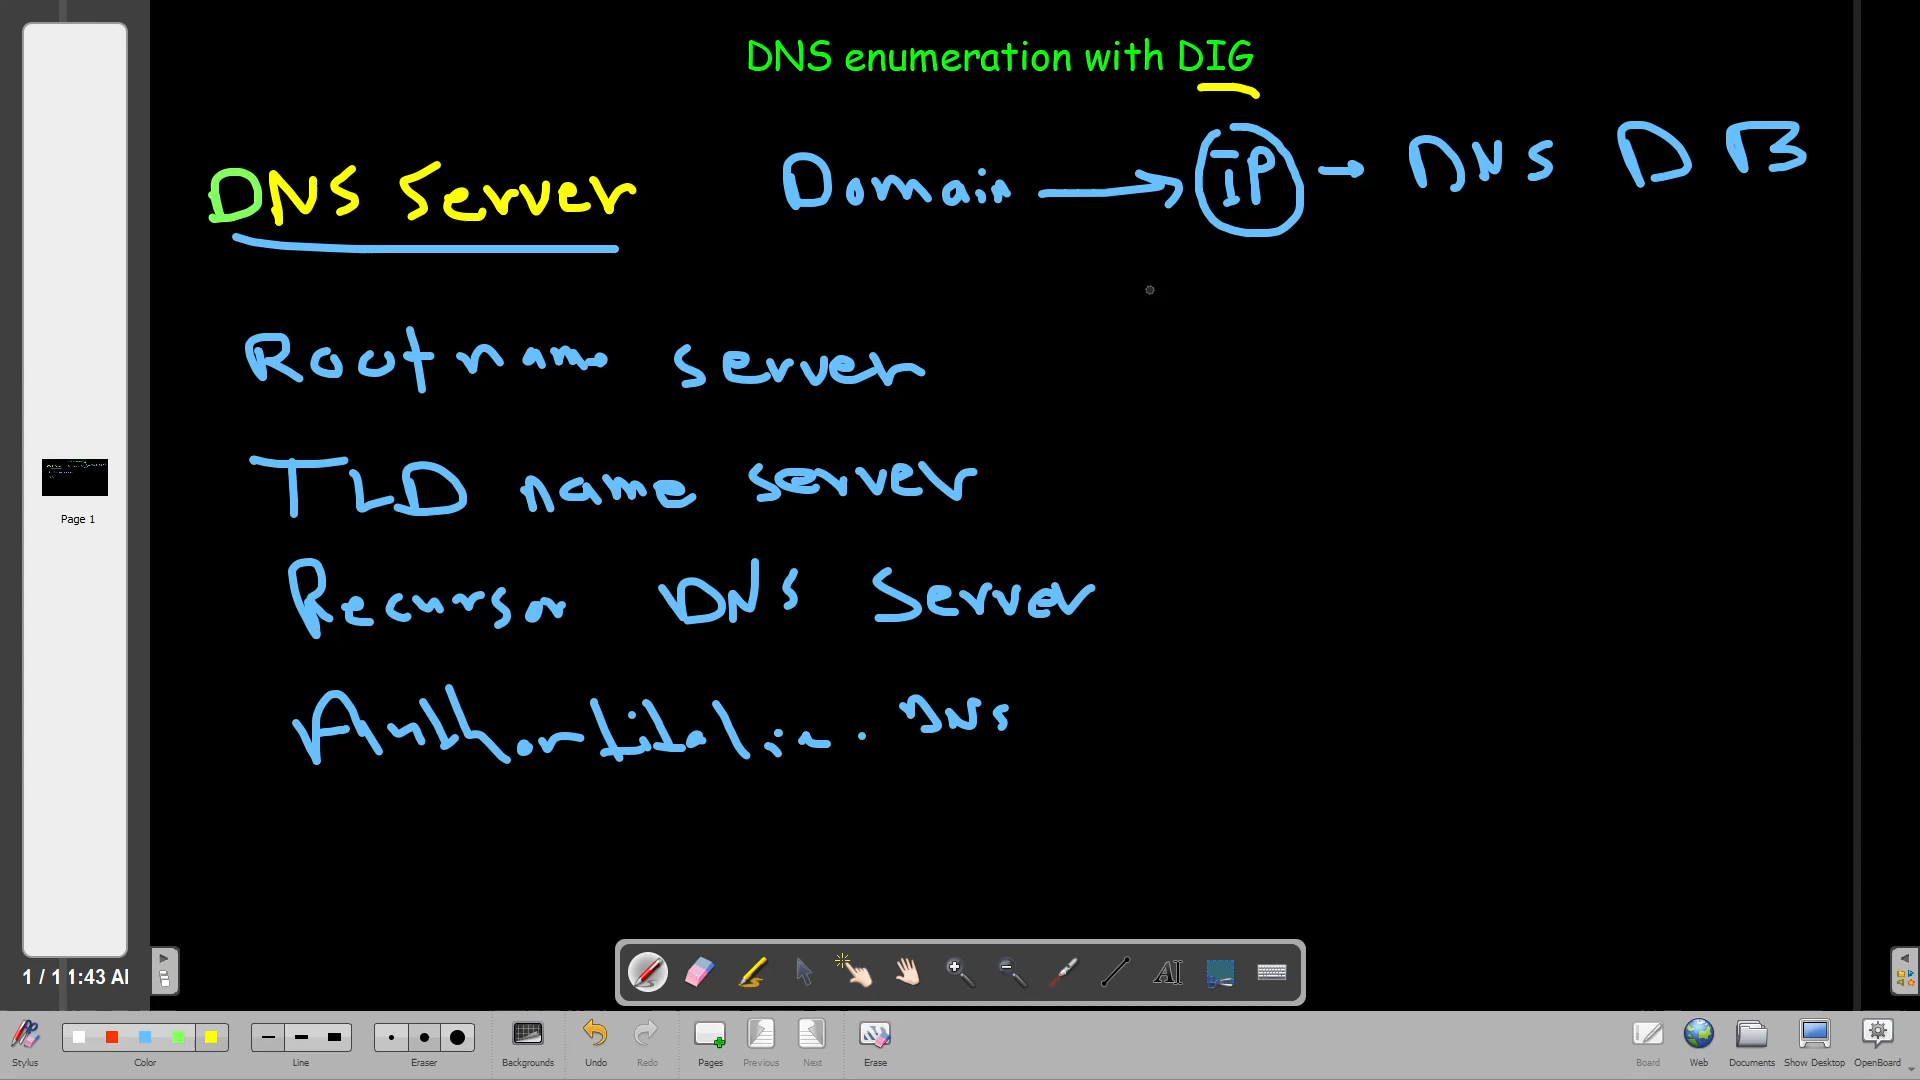 DNS enumeration with DIG
DNS Server
Domain → IP → DNS DB
Root name server
TLD name server
Recursor DNS Server
DNS
Page 1
1 / 1 1:43 AI
Stylus
Color
Line
Eraser
Backgrounds
Undo
Redo
Pages
Previous
Next
Erase
Board
Web
Documents
Show Desktop
OpenBoard